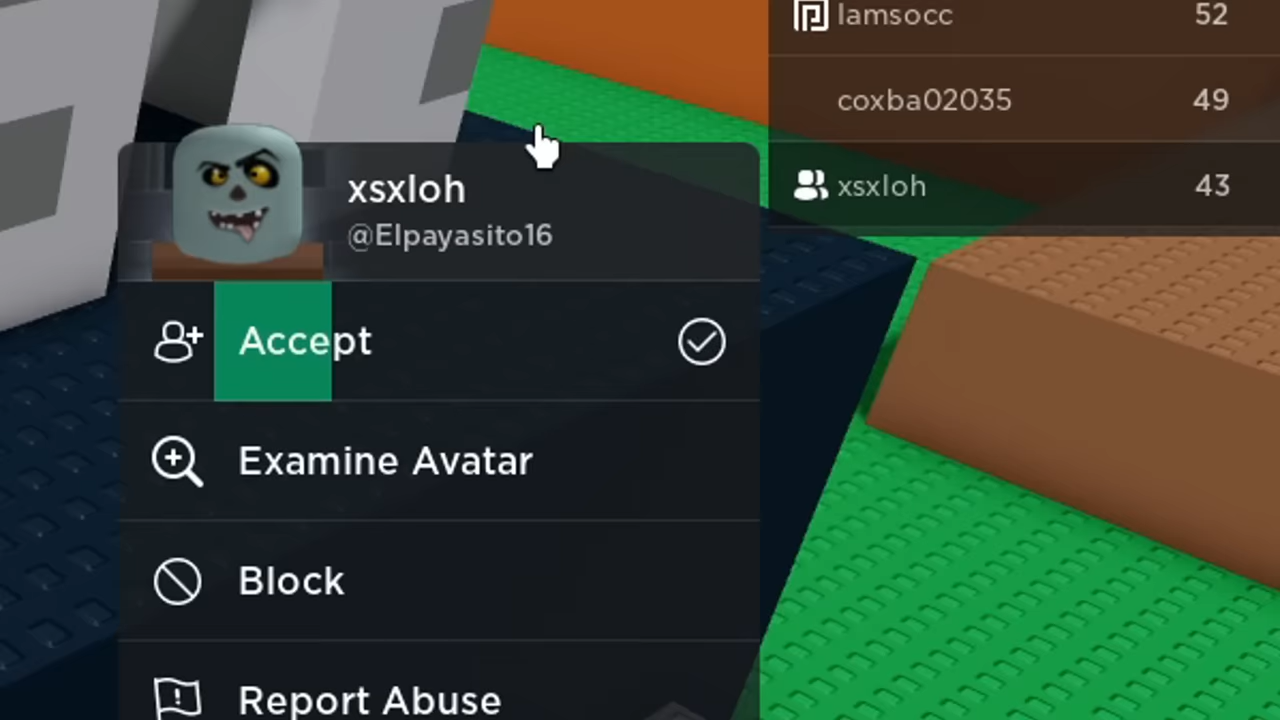 lamsocc 52
coxba02035 49
xsxloh 43
xsxloh
@Elpayasito16
Accept
Examine Avatar
Block
Report Abuse